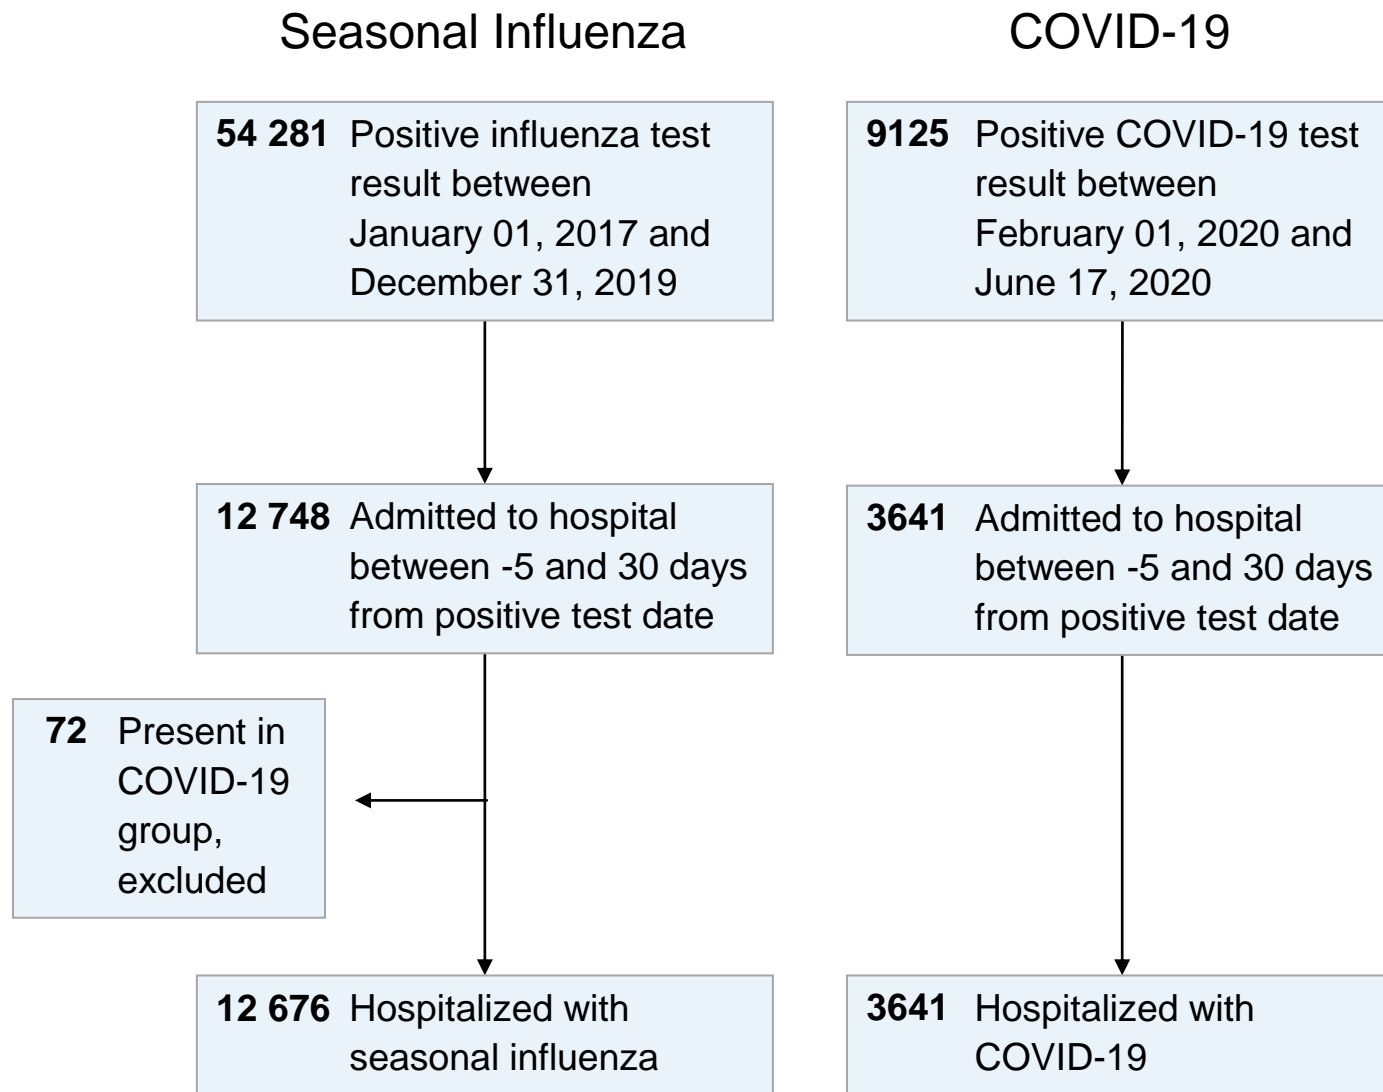 Seasonal Influenza
COVID-19
54 281 Positive influenza test
result between
January 01, 2017 and
December 31, 2019
9125 Positive COVID-19 test
result between
February 01, 2020 and
June 17, 2020
12 748 Admitted to hospital
between -5 and 30 days
from positive test date
3641 Admitted to hospital
between -5 and 30 days
from positive test date
72 Present in
COVID-19
group,
excluded
12 676 Hospitalized with
seasonal influenza
3641 Hospitalized with
COVID-19